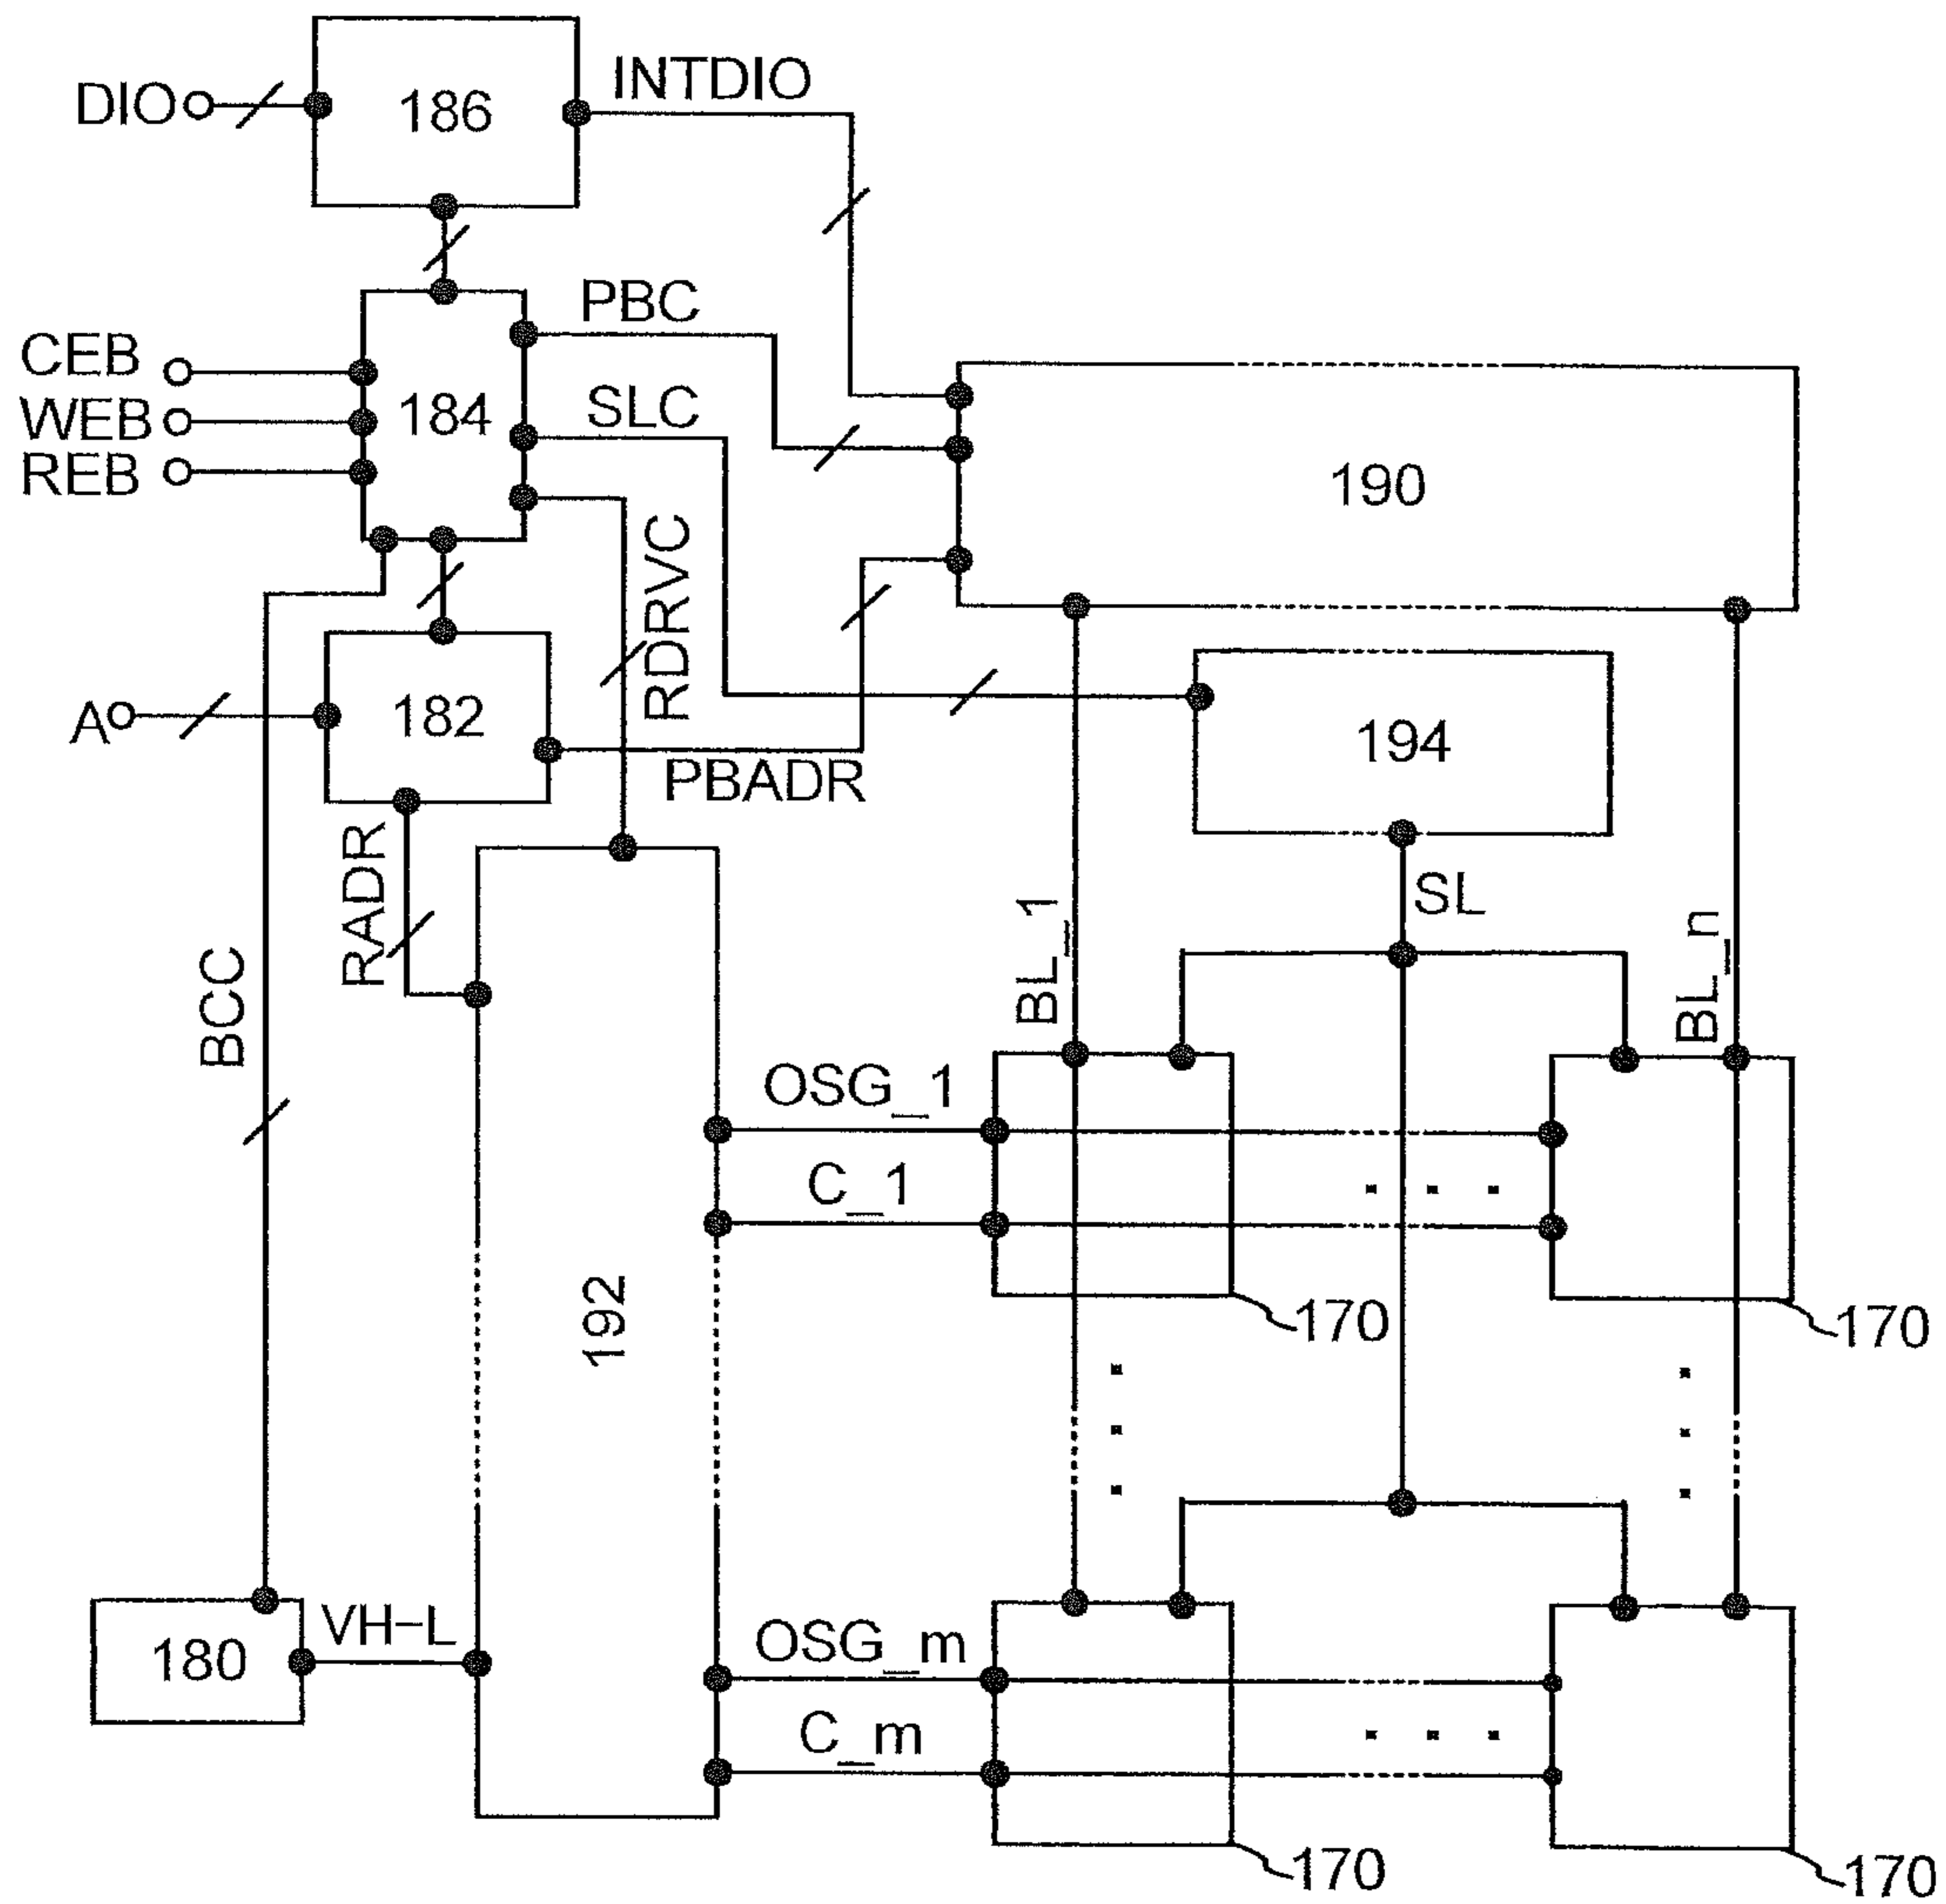 DIO
186
INTDIO
PBC
CEB
184
SLC
WEB
REB
190
RDRVC
A
182
194
PBADR
RADR
SL
BL_1
BL_n
BCC
OSG_1
C_1
192
170
170
VH-L
180
OSG_m
C_m
170
170